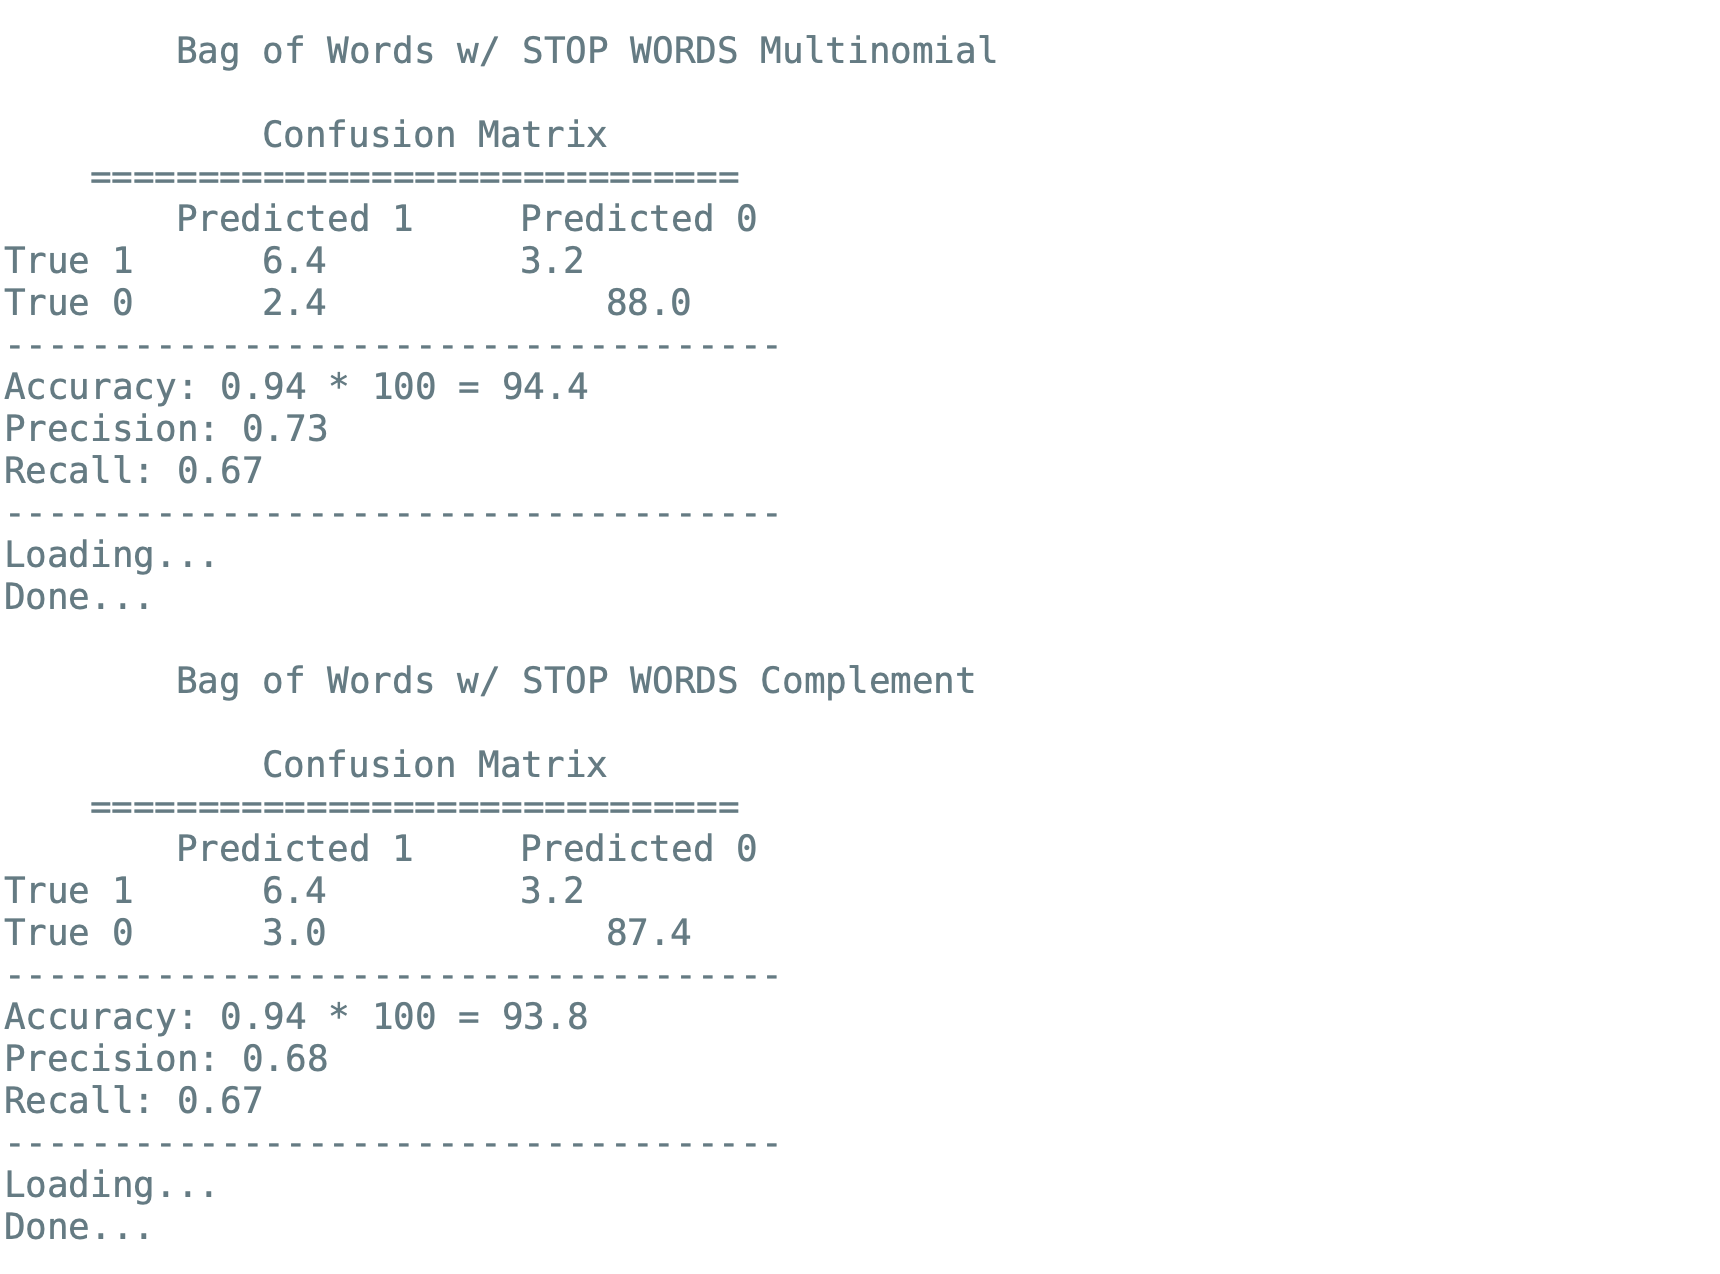 Bag of Words w/ STOP WORDS Multinomial
Confusion Matrix
==============================
Predicted 1 Predicted 0
True 1 6.4 3.2
True 0 2.4 88.0
------------------------------------
Accuracy: 0.94 * 100 = 94.4
Precision: 0.73
Recall: 0.67
------------------------------------
Loading...
Done...
Bag of Words w/ STOP WORDS Complement
Confusion Matrix
==============================
Predicted 1 Predicted 0
True 1 6.4 3.2
True 0 3.0 87.4
------------------------------------
Accuracy: 0.94 * 100 = 93.8
Precision: 0.68
Recall: 0.67
------------------------------------
Loading...
Done...